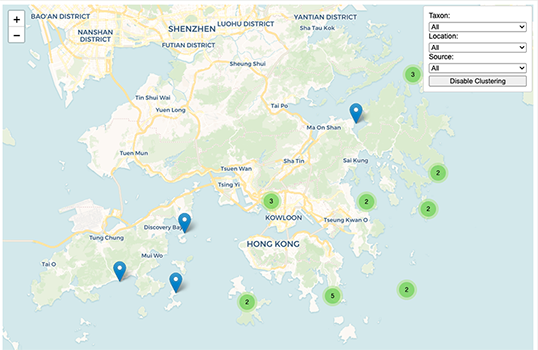 +
−
BAO'AN DISTRICT
NANSHAN
DISTRICT
SHENZHEN
LUOHU DISTRICT
FUTIAN DISTRICT
YANTIAN DISTRICT
Sha Tau Kok
Taxon:
All
Location:
All
Source:
All
Disable Clustering
Sheung Shui
3
Tin Shui Wai
Yuen Long
Tai Po
Ma On Shan
Tuen Mun
Sha Tin
Sai Kung
Tsuen Wan
2
Tsing Yi
3
2
2
KOWLOON
Tseung Kwan O
Discovery Bay
Tung Chung
HONG KONG
Mui Wo
Tai O
2
5
2